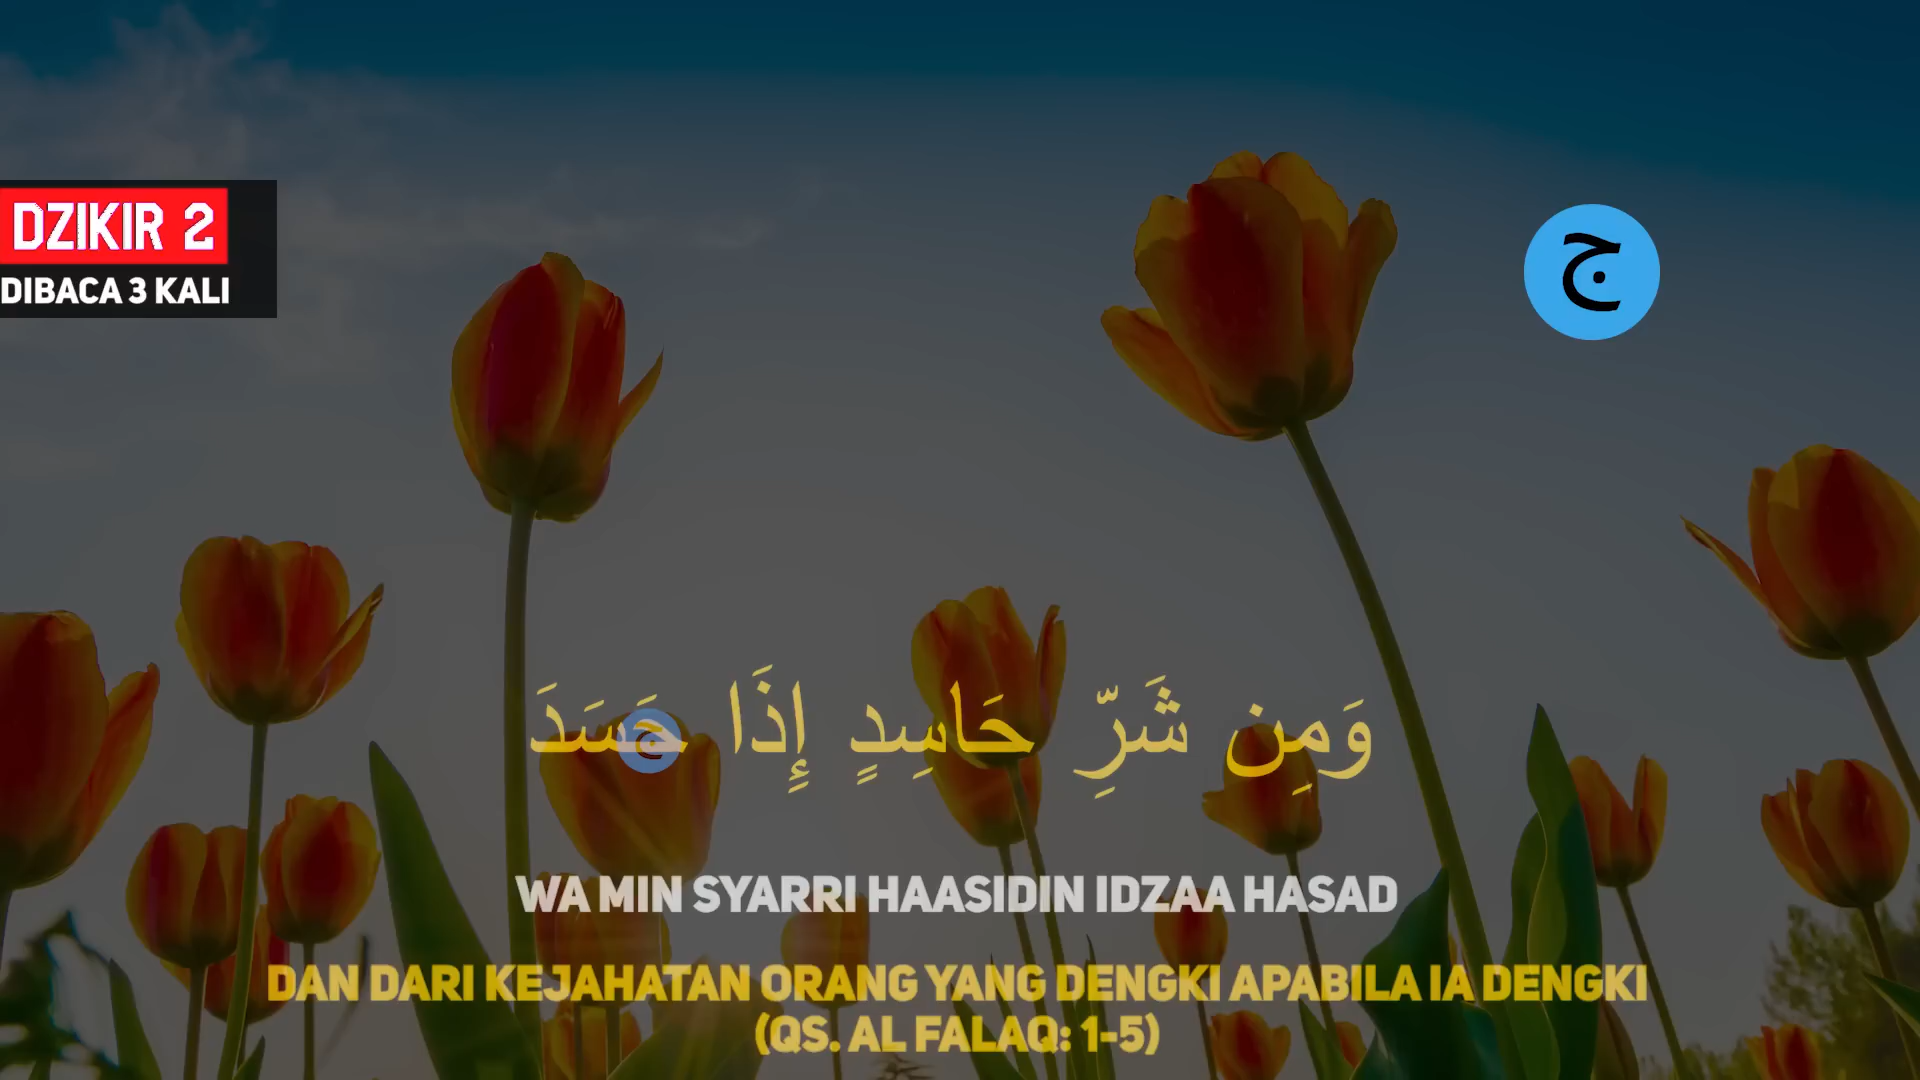 DZIKIR 2
DIBACA 3 KALI
ج
وَمِن شَرِّ حَاسِدٍ إِذَا حَسَدَ
ج
WA MIN SYARRI HAASIDIN IDZAA HASAD
DAN DARI KEJAHATAN ORANG YANG DENGKI APABILA IA DENGKI
(QS. AL FALAQ: 1-5)